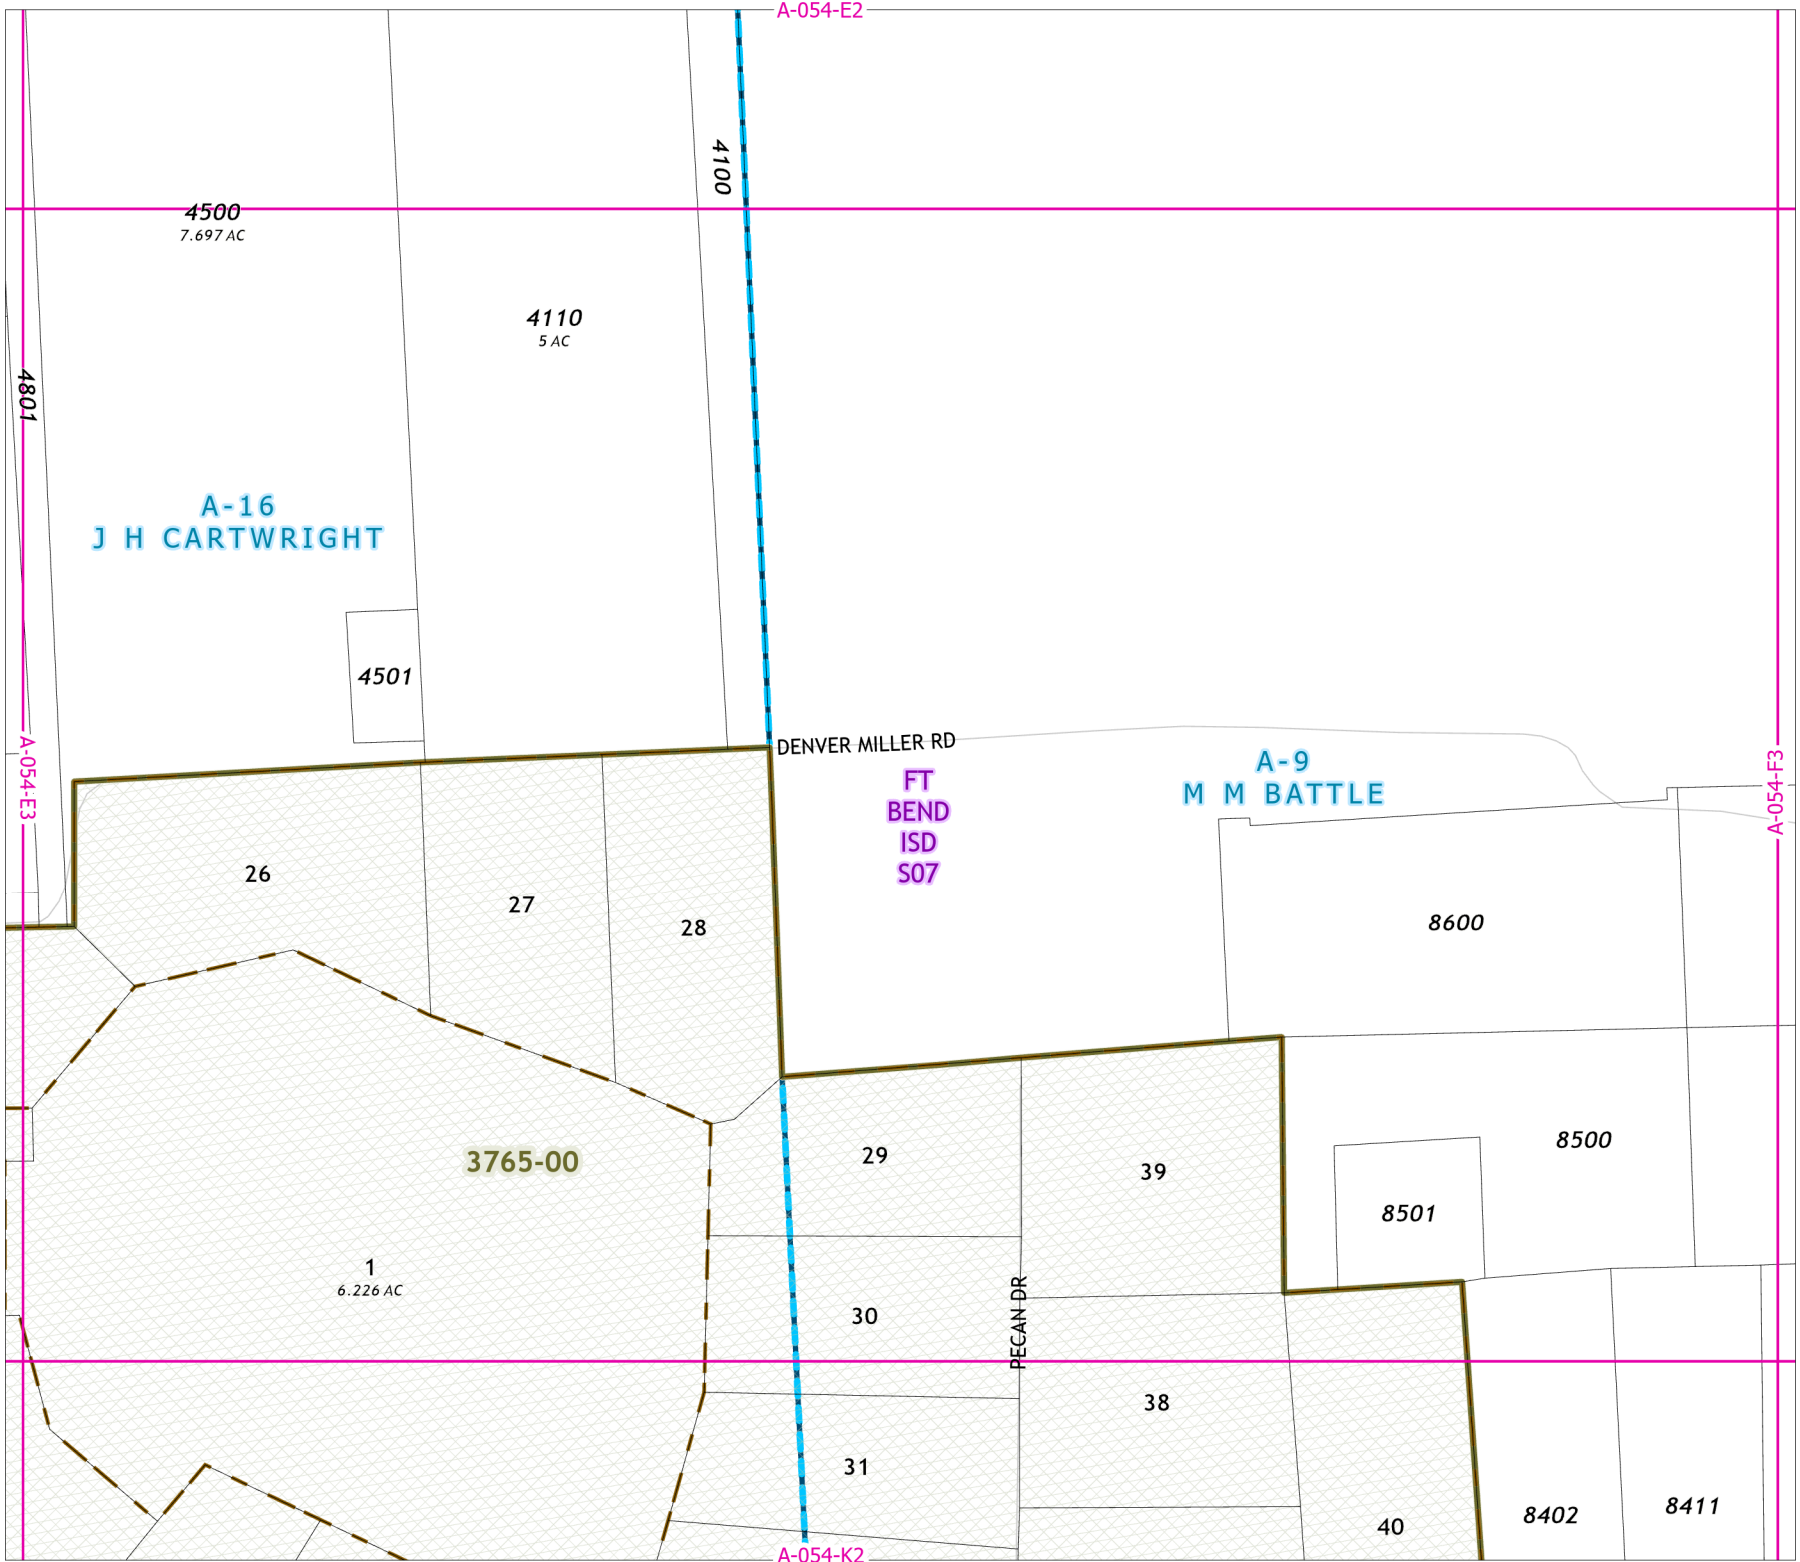 A-054-E2
4100
4500
7.697 AC
4110
5 AC
4801
A-16
J H CARTWRIGHT
4501
A-054-E3
DENVER MILLER RD
FT
BEND
ISD
S07
A-9
M M BATTLE
A-054-F3
26
27
28
8600
29
39
8500
3765-00
8501
1
6.226 AC
30
PECAN DR
38
31
40
8402
8411
A-054-K2